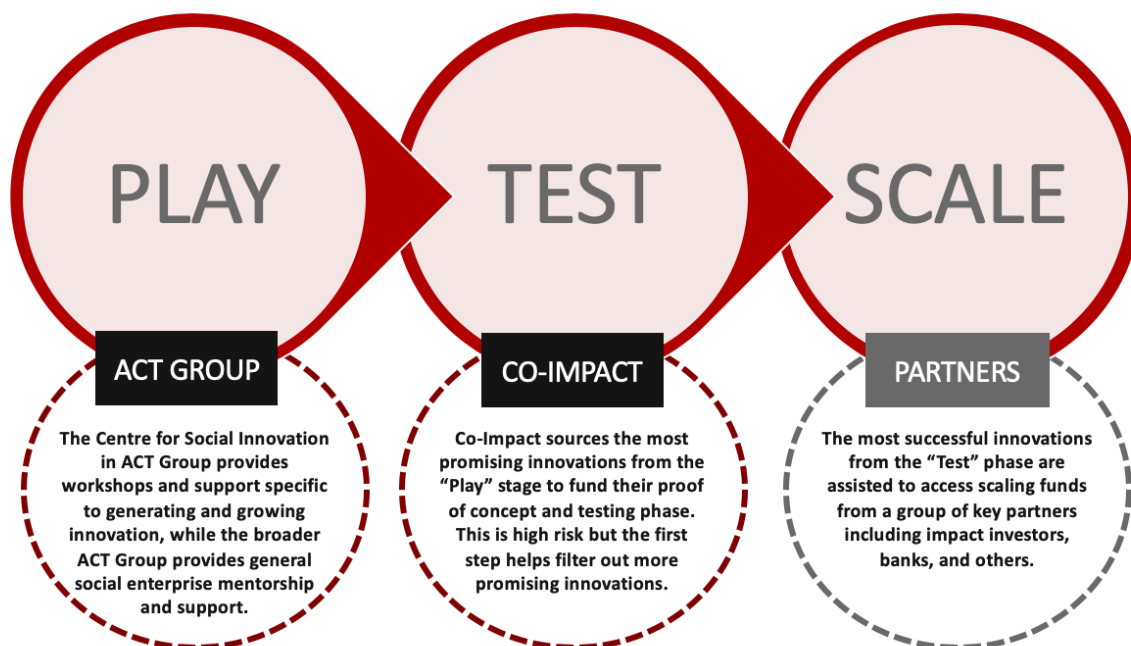 PLAY
TEST
SCALE
ACT GROUP
The Centre for Social Innovation
in ACT Group provides
workshops and support specific
to generating and growing
innovation, while the broader
ACT Group provides general
social enterprise mentorship
and support.
CO-IMPACT
Co-Impact sources the most
promising innovations from the
“Play” stage to fund their proof
of concept and testing phase.
This is high risk but the first
step helps filter out more
promising innovations.
PARTNERS
The most successful innovations
from the “Test” phase are
assisted to access scaling funds
from a group of key partners
including impact investors,
banks, and others.